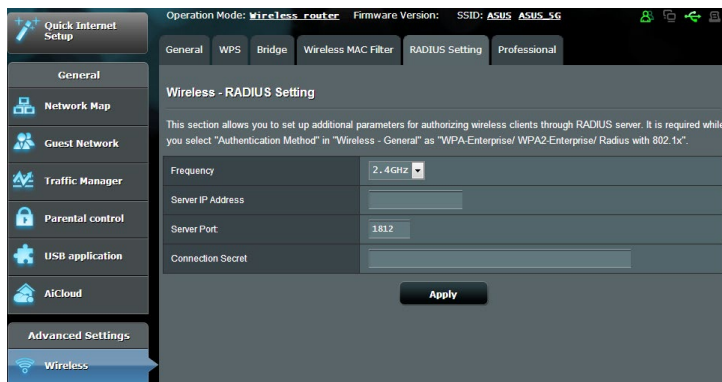 Quick Internet
Setup
Operation Mode: Wireless router Firmware Version: SSID: ASUS ASUS_5G
General WPS Bridge Wireless MAC Filter RADIUS Setting Professional
General
Network Map
Guest Network
Traffic Manager
Parental control
USB application
AiCloud
Advanced Settings
Wireless
Wireless - RADIUS Setting
This section allows you to set up additional parameters for authorizing wireless clients through RADIUS server. It is required while
you select "Authentication Method" in "Wireless - General" as "WPA-Enterprise/ WPA2-Enterprise/ Radius with 802.1x".
Frequency 2.4GHz
Server IP Address
Server Port: 1812
Connection Secret
Apply